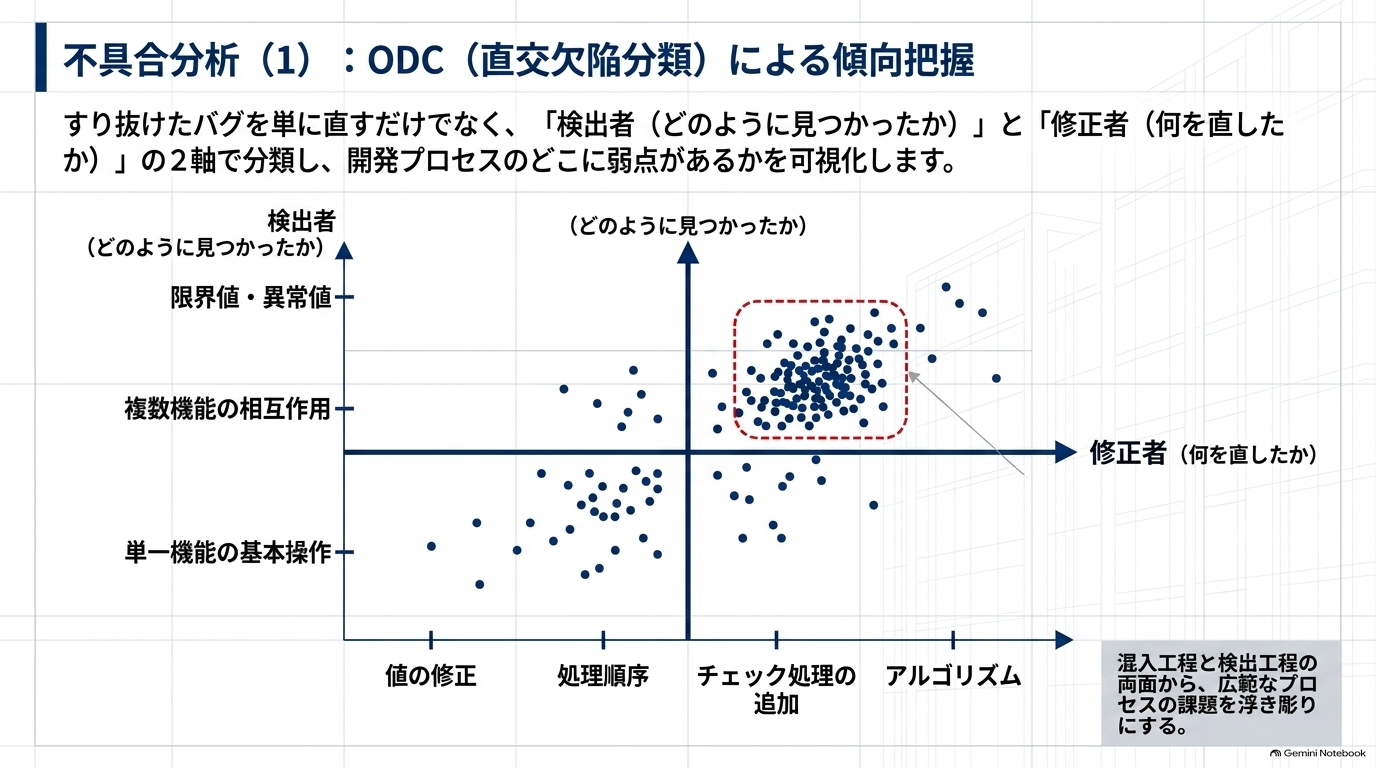 不具合分析（1）：ODC（直交欠陥分類）による傾向把握
すり抜けたバグを単に直すだけでなく、「検出者（どのように見つかったか）」と「修正者（何を直した
か）」の２軸で分類し、開発プロセスのどこに弱点があるかを可視化します。
検出者
（どのように見つかったか）
（どのように見つかったか）
限界値・異常値
複数機能の相互作用
修正者（何を直したか）
単一機能の基本操作
値の修正
処理順序
チェック処理の
追加
アルゴリズム
混入工程と検出工程の
両面から、広範なプロ
セスの課題を浮き彫り
にする。
Gemini Notebook